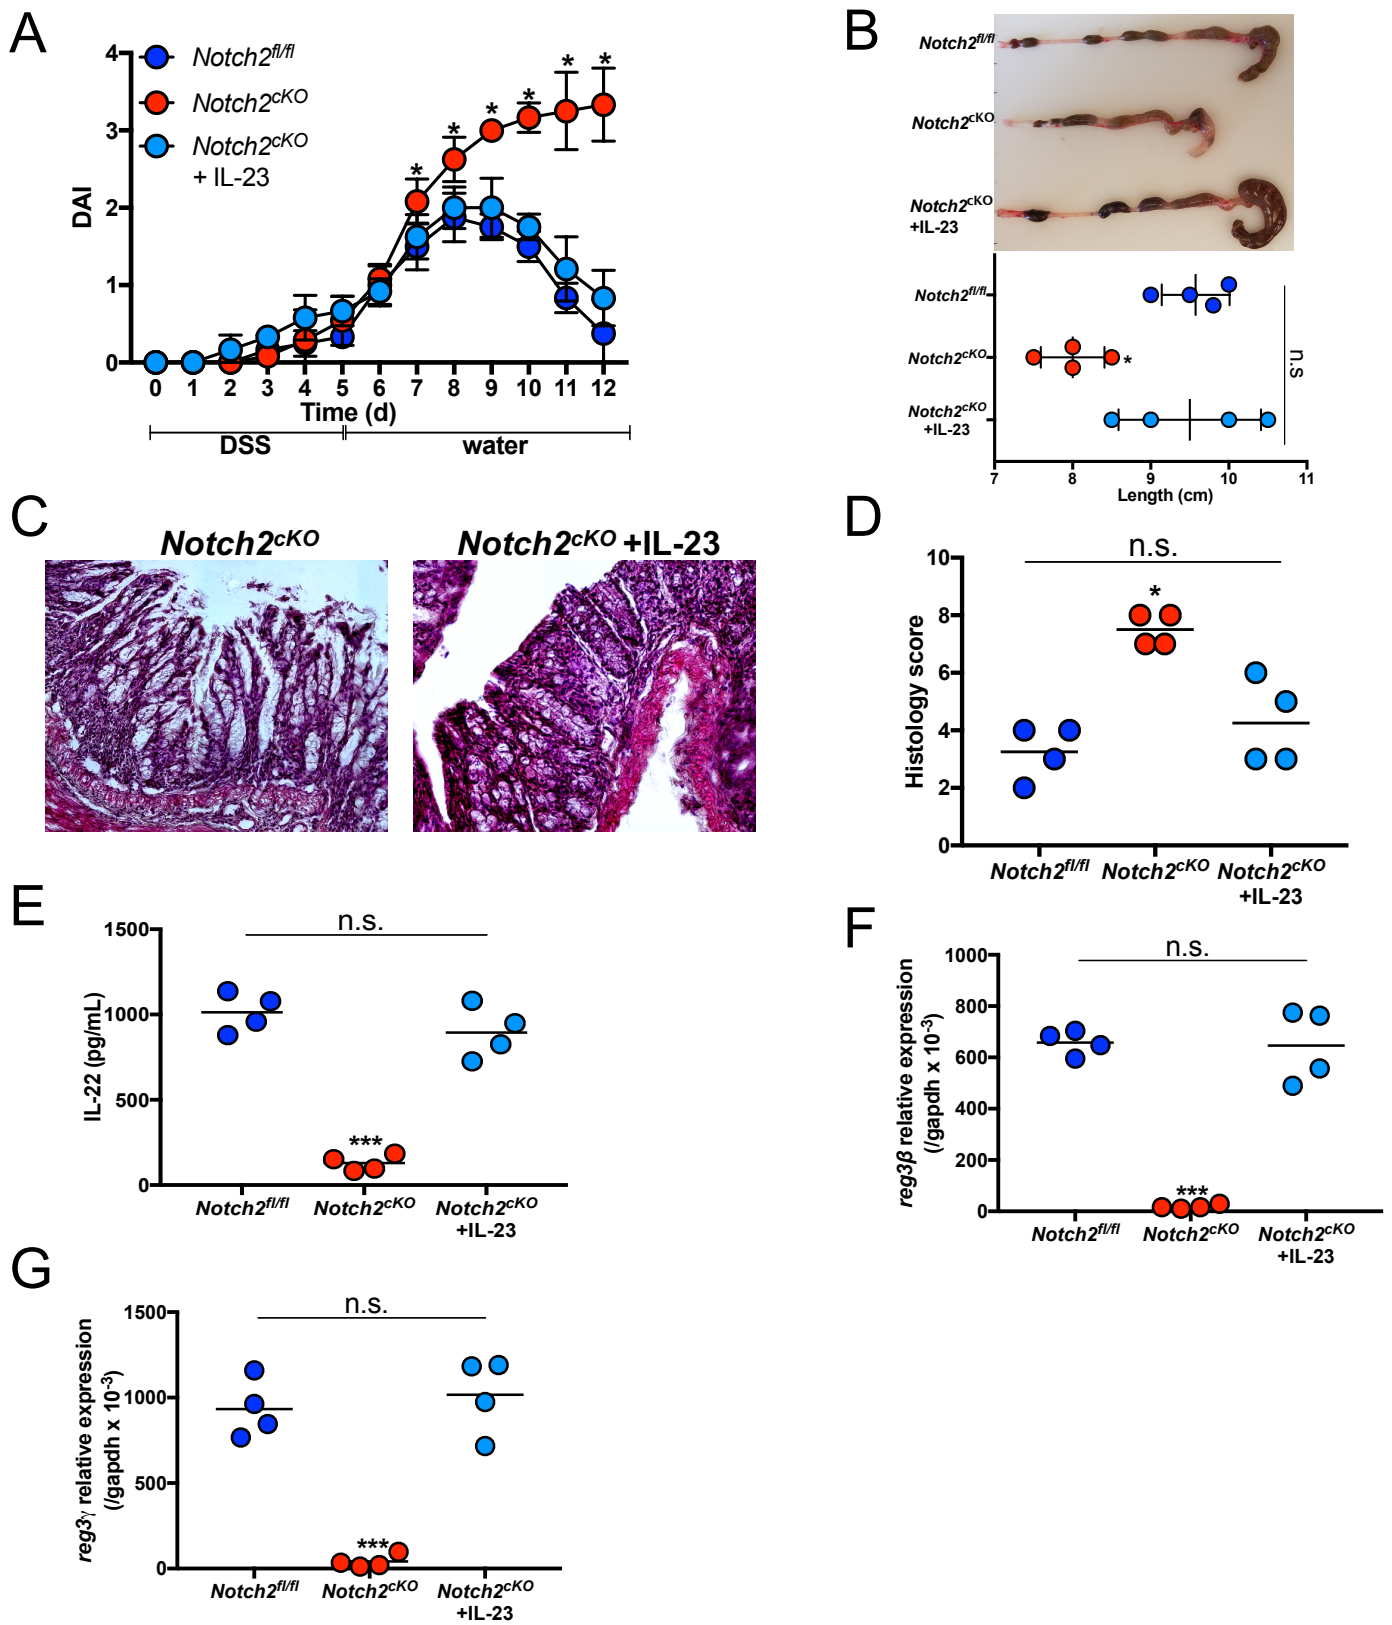 A
4
3
2
1
0
DAI
Notch2fl/fl
Notch2cKO
Notch2cKO
+ IL-23
*
*
*
*
*
*
0 1 2 3 4 5 6 7 8 9 10 11 12
Time (d)
DSS water
B
Notch2fl/fl
Notch2cKO
Notch2cKO
+IL-23
Notch2fl/fl
Notch2cKO
*
Notch2cKO
+IL-23
n.s
7 8 9 10 11
Length (cm)
C
Notch2cKO
Notch2cKO +IL-23
D
n.s.
*
10
8
6
4
2
0
Histology score
Notch2fl/fl Notch2cKO Notch2cKO
+IL-23
E
n.s.
1500
1000
500
0
IL-22 (pg/mL)
***
Notch2fl/fl Notch2cKO Notch2cKO
+IL-23
F
n.s.
1000
800
600
400
200
0
reg3β relative expression
(/gapdh x 10-3)
***
Notch2fl/fl Notch2cKO Notch2cKO
+IL-23
G
n.s.
1500
1000
500
0
reg3γ relative expression
(/gapdh x 10-3)
***
Notch2fl/fl Notch2cKO Notch2cKO
+IL-23